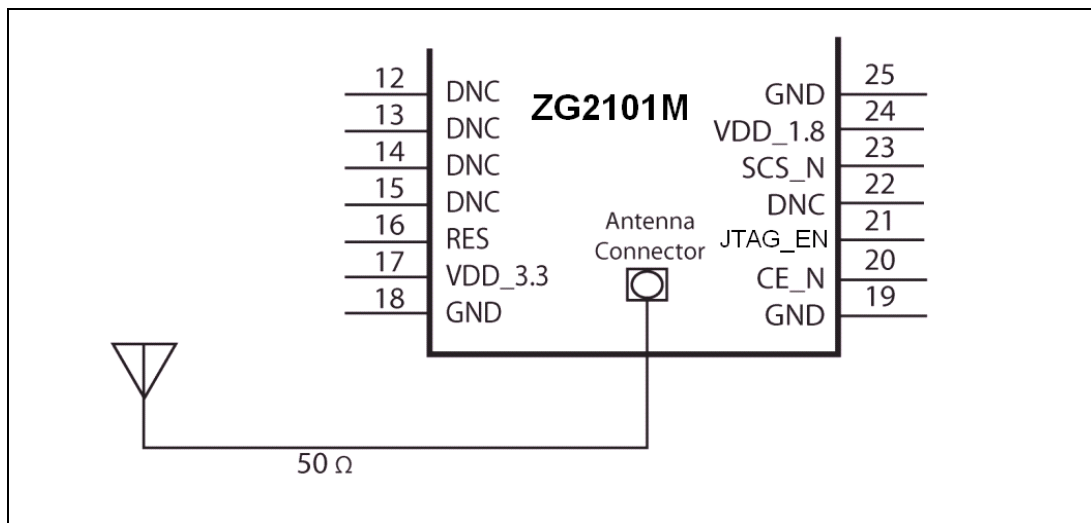 ZG2101M
12 DNC
13 DNC
14 DNC
15 DNC
16 RES
17 VDD_3.3
18 GND
Antenna
Connector
GND 25
VDD_1.8 24
SCS_N 23
DNC 22
JTAG_EN 21
CE_N 20
GND 19
50 Ω